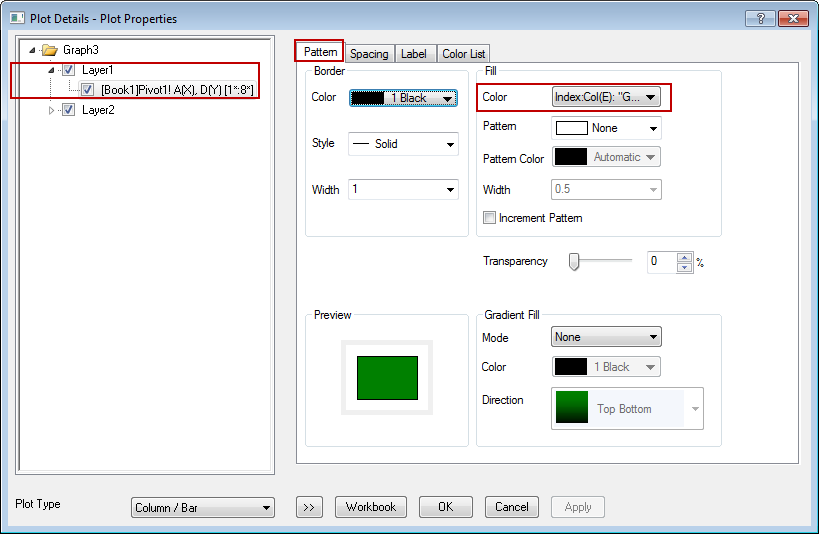 Plot Details - Plot Properties
?
Graph3
Layer1
[Book1]Pivot1! A(X), D(Y) [1*:8*]
Layer2
Pattern Spacing Label Color List
Border
Color 1 Black
Style Solid
Width 1
Fill
Color Index:Col(E): "G...
Pattern None
Pattern Color Automatic
Width 0.5
Increment Pattern
Transparency 0 %
Preview
Gradient Fill
Mode None
Color 1 Black
Direction Top Bottom
Plot Type Column / Bar
>> Workbook OK Cancel Apply